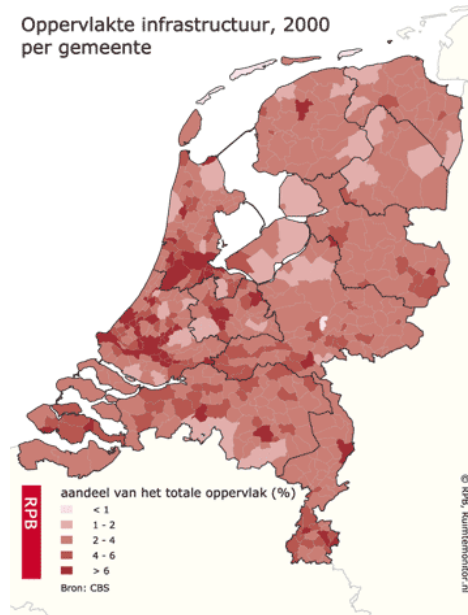 Oppervlakte infrastructuur, 2000
per gemeente
RPB
aandeel van het totale oppervlak (%)
< 1
1 - 2
2 - 4
4 - 6
> 6
Bron: CBS
© RPB, Ruimtemonitor.nl